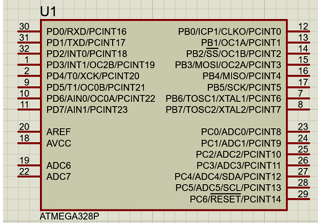 U1
30 PD0/RXD/PCINT16 PB0/ICP1/CLKO/PCINT0 12
31 PD1/TXD/PCINT17 PB1/OC1A/PCINT1 13
32 PD2/INT0/PCINT18 PB2/SS/OC1B/PCINT2 14
1 PD3/INT1/OC2B/PCINT19 PB3/MOSI/OC2A/PCINT3 15
2 PD4/T0/XCK/PCINT20 PB4/MISO/PCINT4 16
9 PD5/T1/OC0B/PCINT21 PB5/SCK/PCINT5 17
10 PD6/AIN0/OC0A/PCINT22 PB6/TOSC1/XTAL1/PCINT6 7
11 PD7/AIN1/PCINT23 PB7/TOSC2/XTAL2/PCINT7 8
20 AREF PC0/ADC0/PCINT8 23
18 AVCC PC1/ADC1/PCINT9 24
PC2/ADC2/PCINT10 25
19 ADC6 PC3/ADC3/PCINT11 26
22 ADC7 PC4/ADC4/SDA/PCINT12 27
PC5/ADC5/SCL/PCINT13 28
PC6/RESET/PCINT14 29
ATMEGA328P